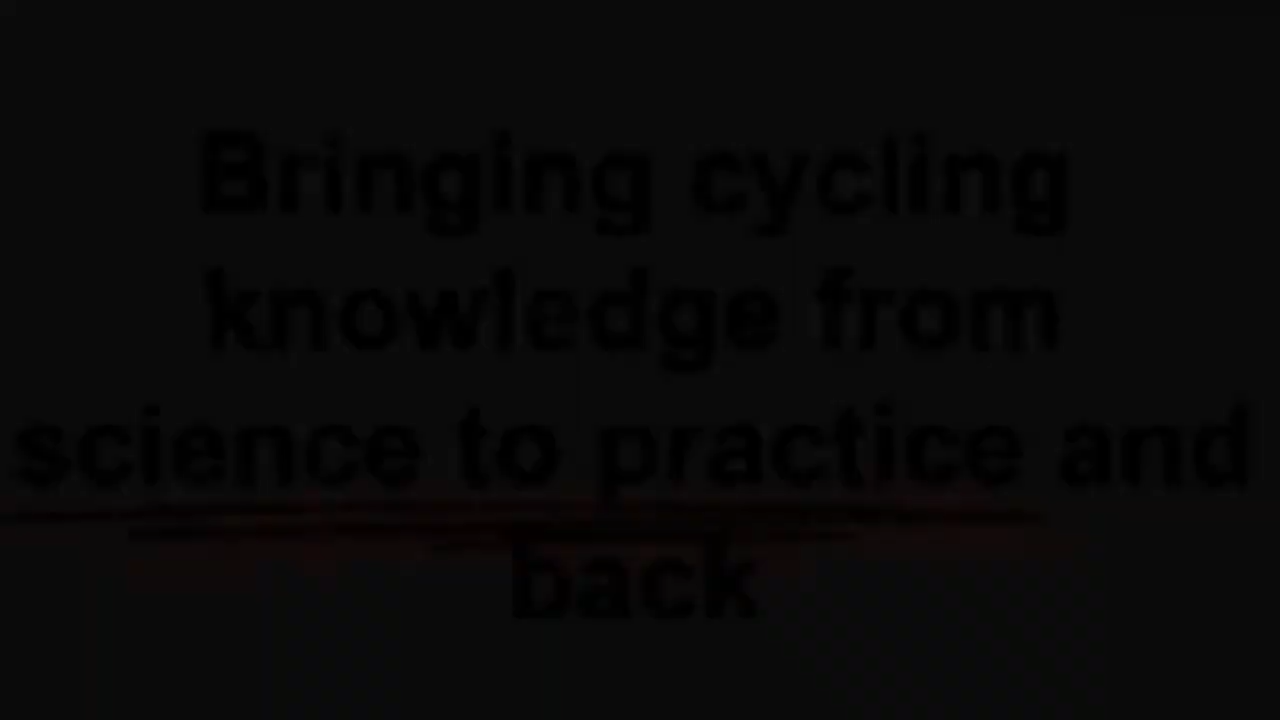 Bringing cycling
knowledge from
science to practice and
back